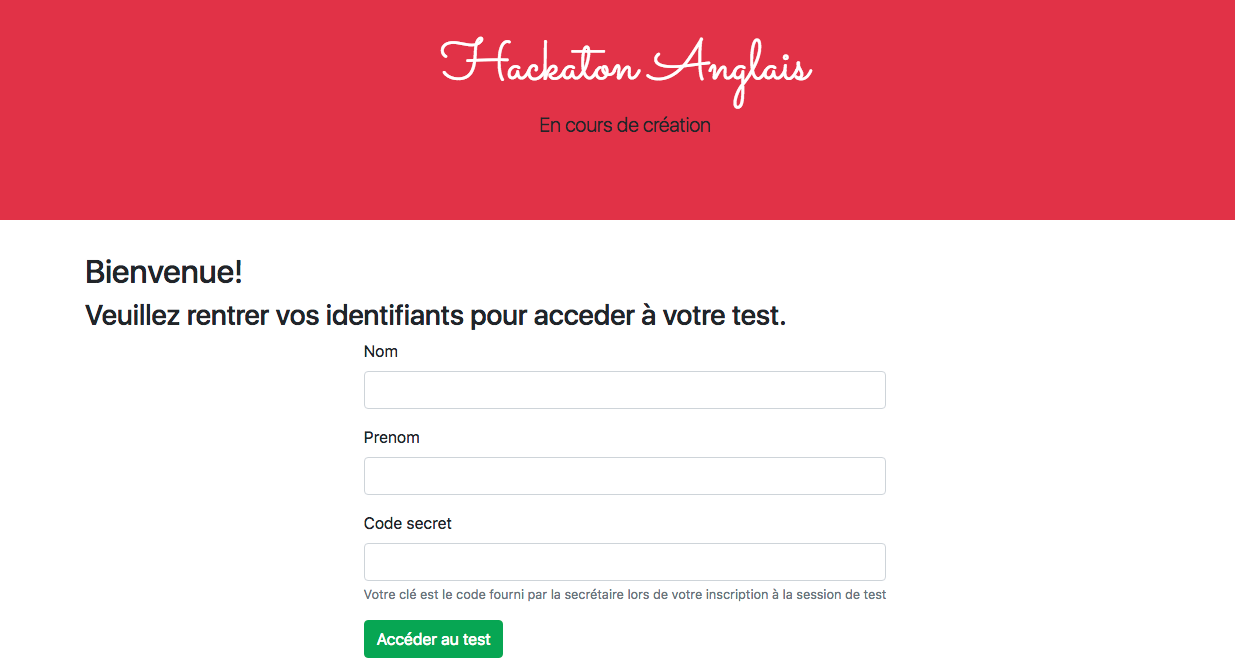 Hackaton Anglais
En cours de création
Bienvenue!
Veuillez rentrer vos identifiants pour acceder à votre test.
Nom
Prenom
Code secret
Votre clé est le code fourni par la secrétaire lors de votre inscription à la session de test
Accéder au test